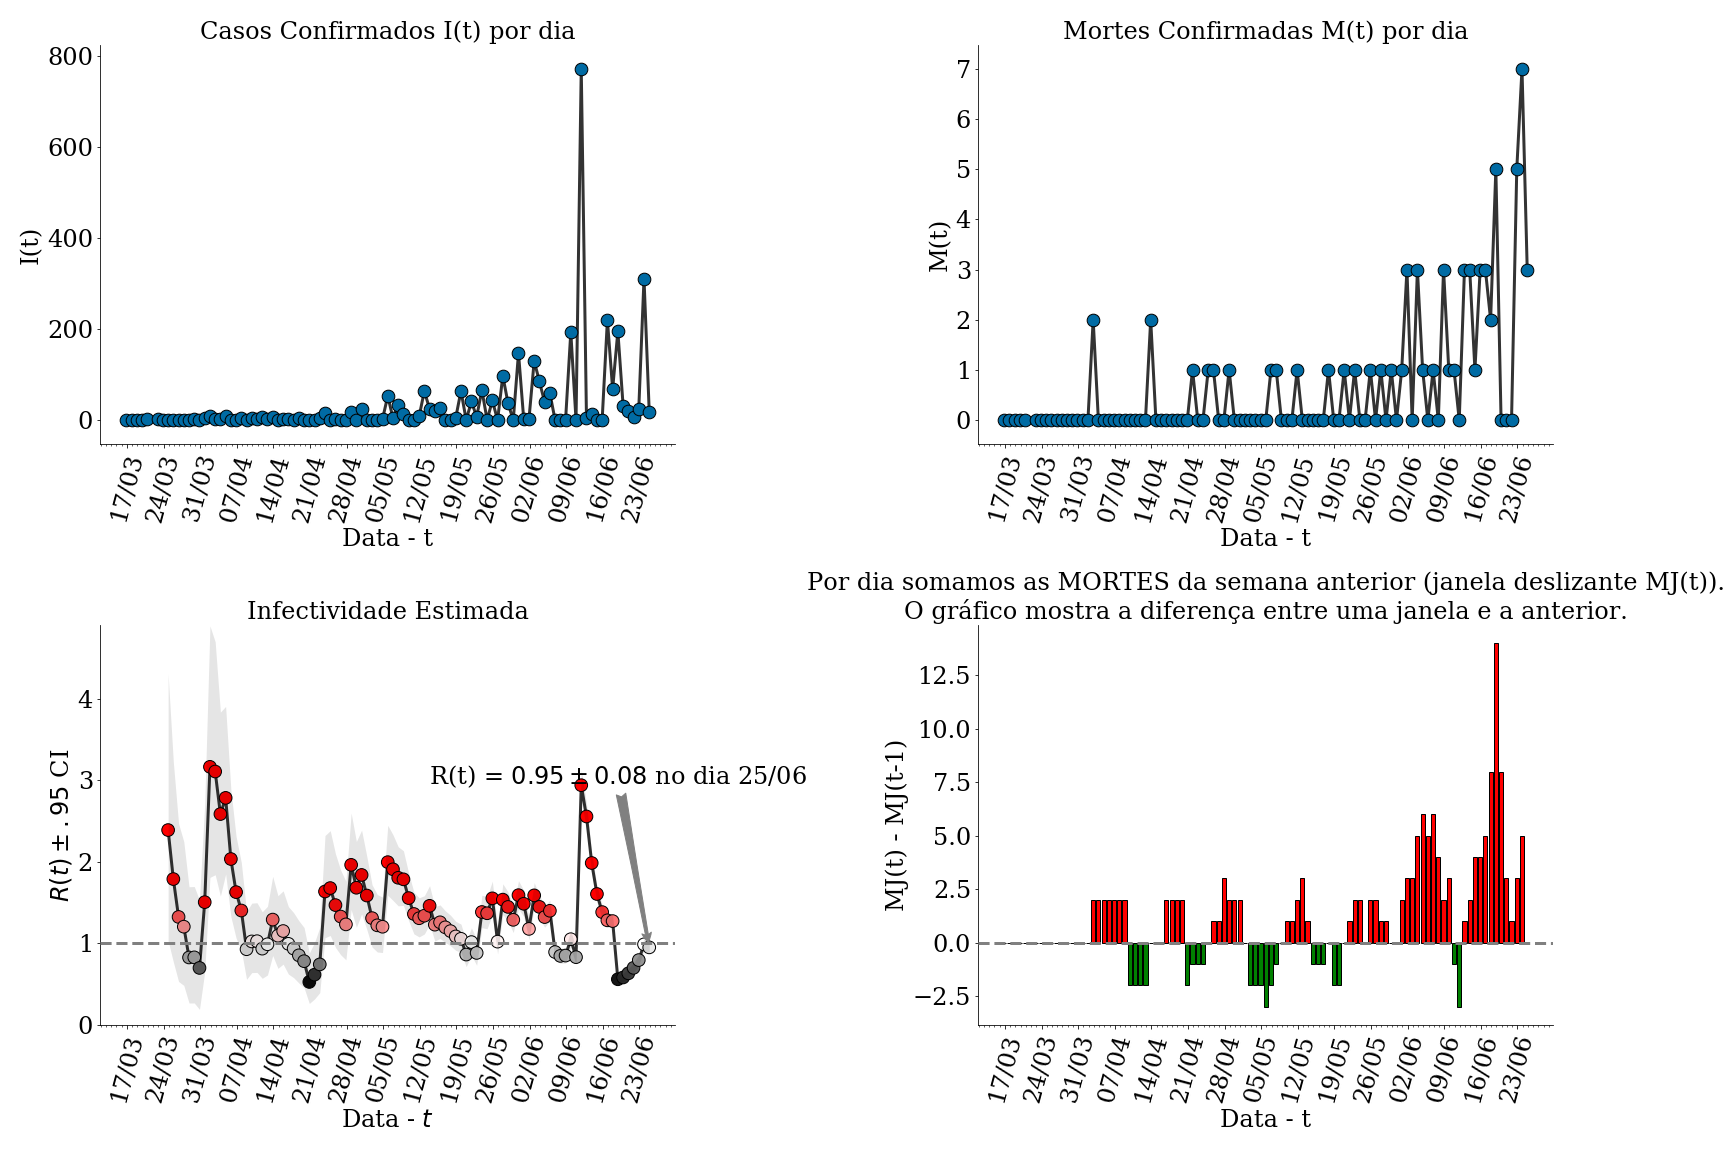 Casos Confirmados I(t) por dia
800
600
400
200
0
I(t)
17/03 24/03 31/03 07/04 14/04 21/04 28/04 05/05 12/05 19/05 26/05 02/06 09/06 16/06 23/06
Data - t
Mortes Confirmadas M(t) por dia
7
6
5
4
3
2
1
0
M(t)
17/03 24/03 31/03 07/04 14/04 21/04 28/04 05/05 12/05 19/05 26/05 02/06 09/06 16/06 23/06
Data - t
Infectividade Estimada
4
3
2
1
0
R(t) ± .95 CI
R(t) = 0.95 ± 0.08 no dia 25/06
17/03 24/03 31/03 07/04 14/04 21/04 28/04 05/05 12/05 19/05 26/05 02/06 09/06 16/06 23/06
Data - t
Por dia somamos as MORTES da semana anterior (janela deslizante MJ(t)).
O gráfico mostra a diferença entre uma janela e a anterior.
12.5
10.0
7.5
5.0
2.5
0.0
−2.5
MJ(t) - MJ(t-1)
17/03 24/03 31/03 07/04 14/04 21/04 28/04 05/05 12/05 19/05 26/05 02/06 09/06 16/06 23/06
Data - t